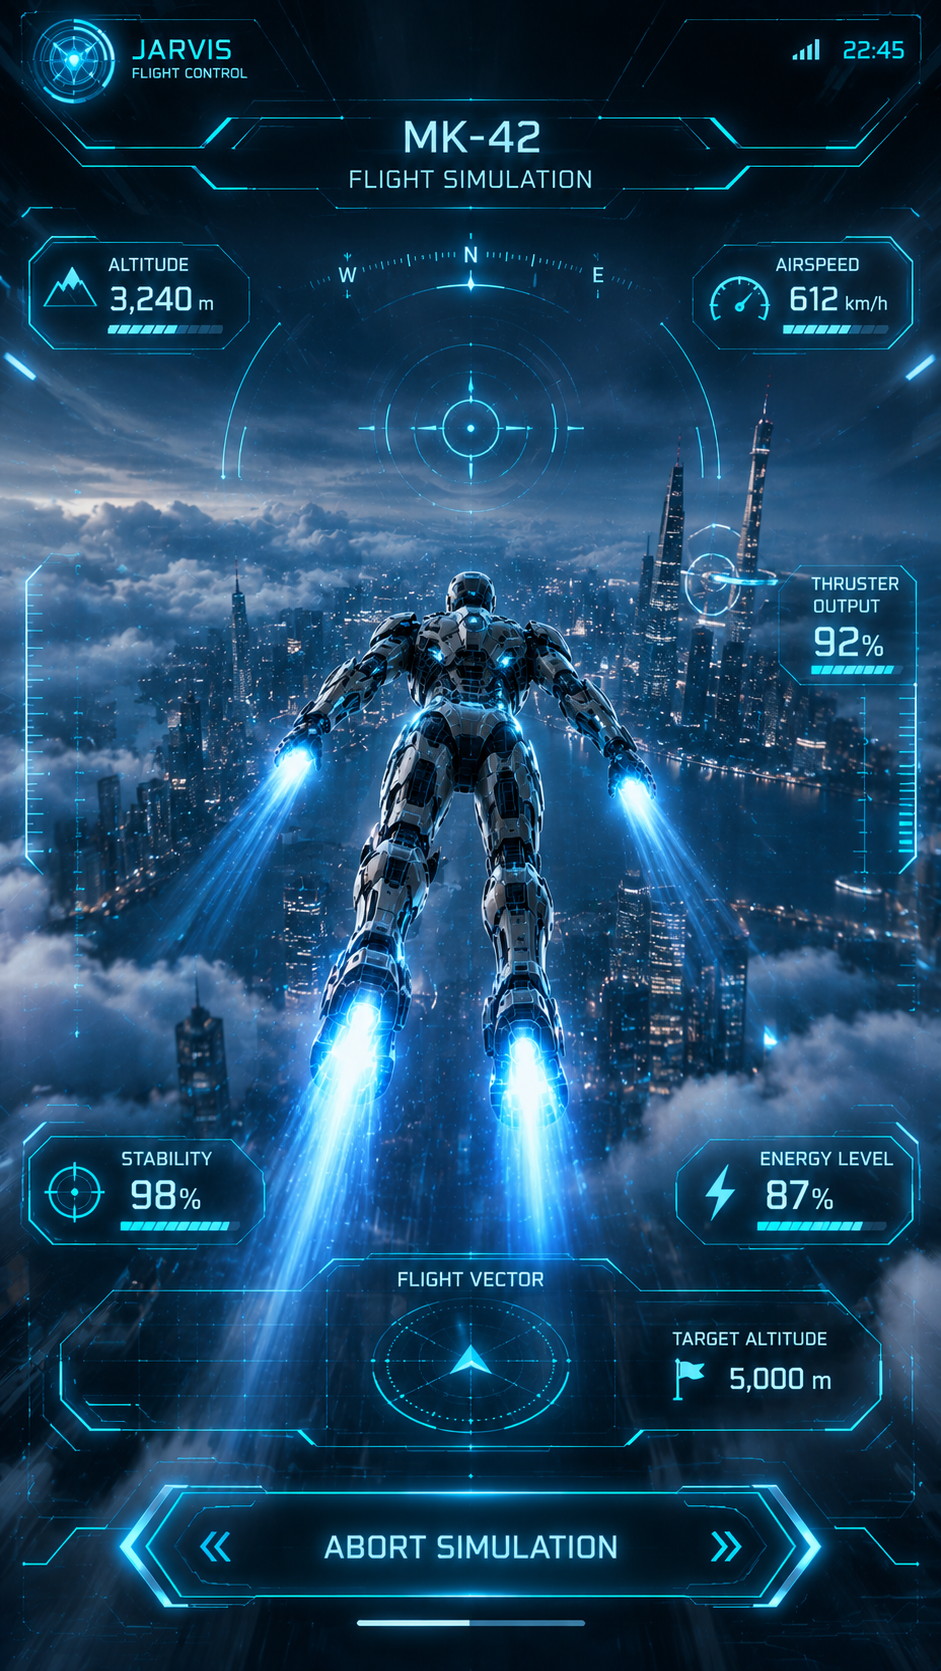 JARVIS
FLIGHT CONTROL
22:45
MK-42
FLIGHT SIMULATION
ALTITUDE
3,240 m
W N E
AIRSPEED
612 km/h
THRUSTER
OUTPUT
92%
STABILITY
98%
ENERGY LEVEL
87%
FLIGHT VECTOR
TARGET ALTITUDE
5,000 m
ABORT SIMULATION